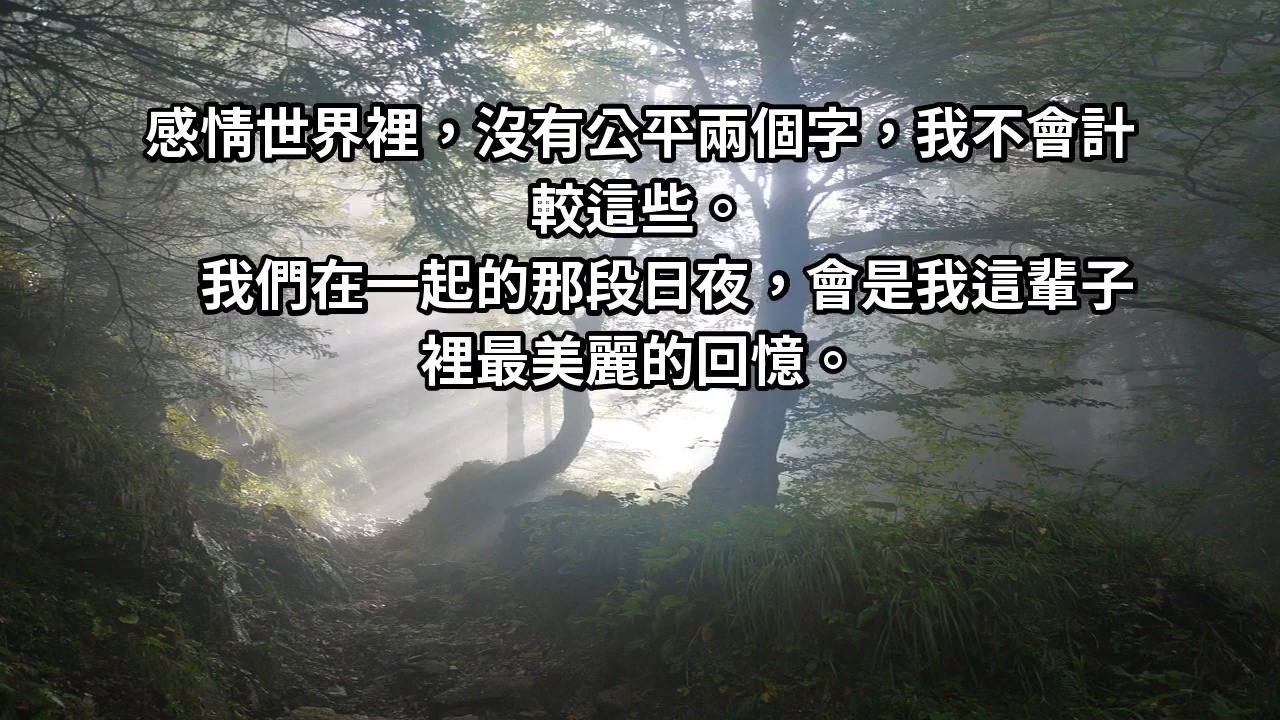 感情世界裡，沒有公平兩個字，我不會計
較這些。
我們在一起的那段日夜，會是我這輩子
裡最美麗的回憶。